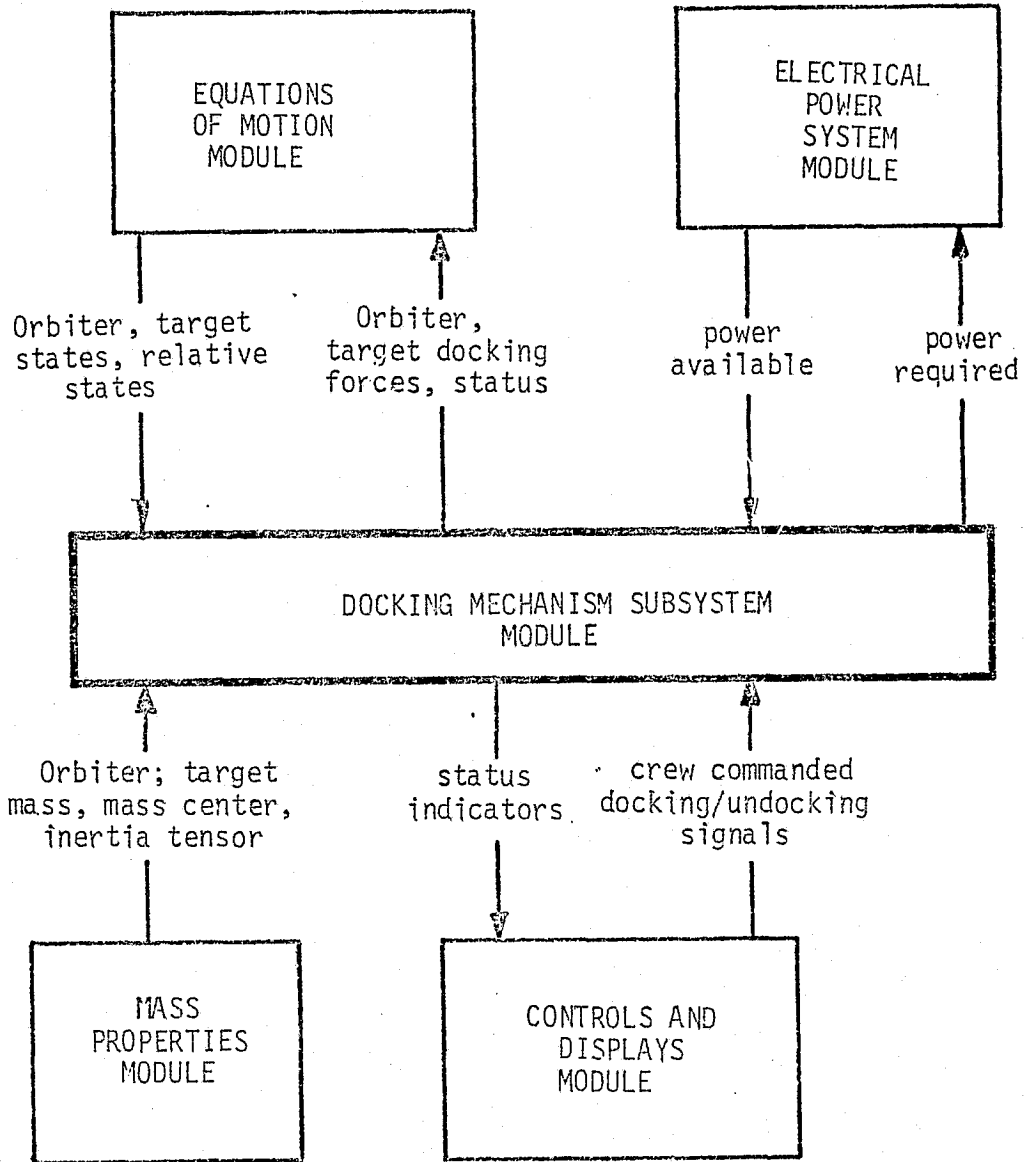 EQUATIONS
OF MOTION
MODULE
ELECTRICAL
POWER
SYSTEM
MODULE
Orbiter, target
states, relative
states
Orbiter,
target docking
forces, status
power
available
power
required
DOCKING MECHANISM SUBSYSTEM
MODULE
Orbiter; target
mass, mass center,
inertia tensor
status
indicators
crew commanded
docking/undocking
signals
MASS
PROPERTIES
MODULE
CONTROLS AND
DISPLAYS
MODULE